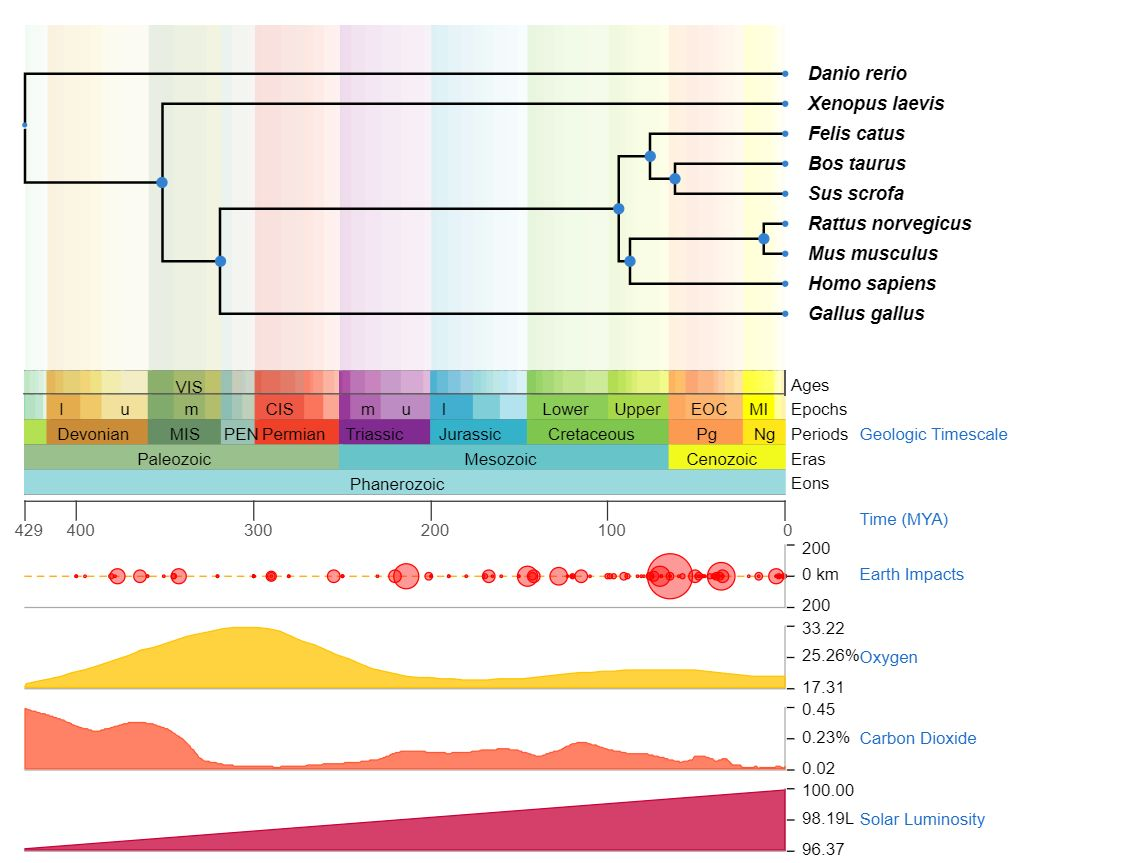 Danio rerio
Xenopus laevis
Felis catus
Bos taurus
Sus scrofa
Rattus norvegicus
Mus musculus
Homo sapiens
Gallus gallus
VIS Ages
l u m CIS m u l Lower Upper EOC MI Epochs
Devonian MIS PEN Permian Triassic Jurassic Cretaceous Pg Ng Periods Geologic Timescale
Paleozoic Mesozoic Cenozoic Eras
Phanerozoic Eons
429 400 300 200 100 0 Time (MYA)
200
0 km Earth Impacts
200
33.22
25.26% Oxygen
17.31
0.45
0.23% Carbon Dioxide
0.02
100.00
98.19L Solar Luminosity
96.37